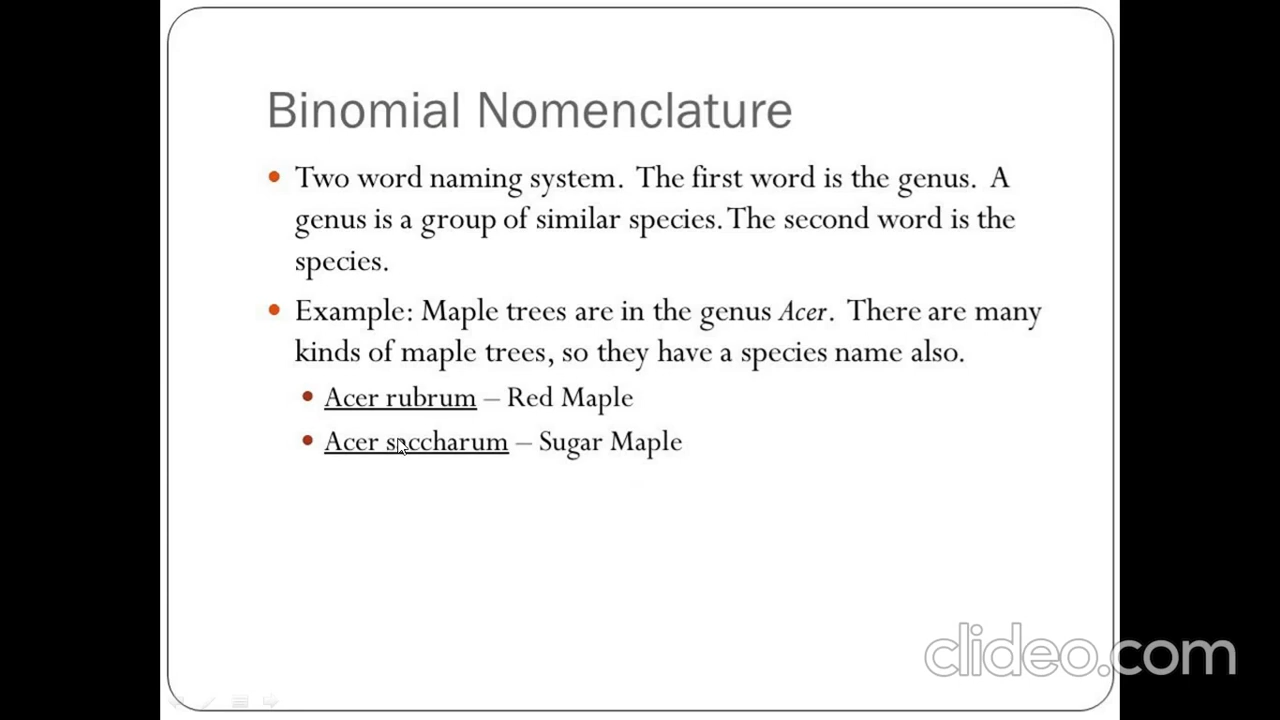 Binomial Nomenclature
• Two word naming system. The first word is the genus. A
genus is a group of similar species. The second word is the
species.
• Example: Maple trees are in the genus Acer. There are many
kinds of maple trees, so they have a species name also.
• Acer rubrum – Red Maple
• Acer saccharum – Sugar Maple
clideo.com